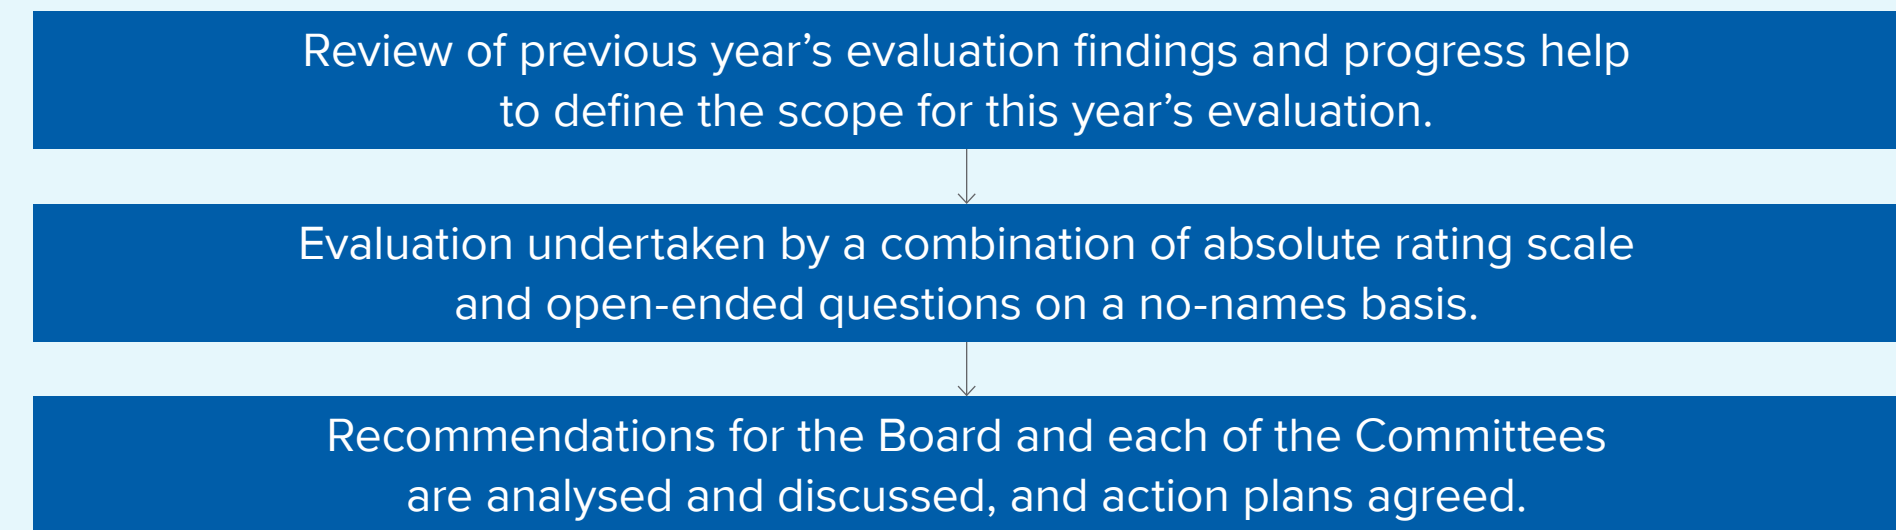 Review of previous year’s evaluation findings and progress help
to define the scope for this year’s evaluation.
Evaluation undertaken by a combination of absolute rating scale
and open-ended questions on a no-names basis.
Recommendations for the Board and each of the Committees
are analysed and discussed, and action plans agreed.